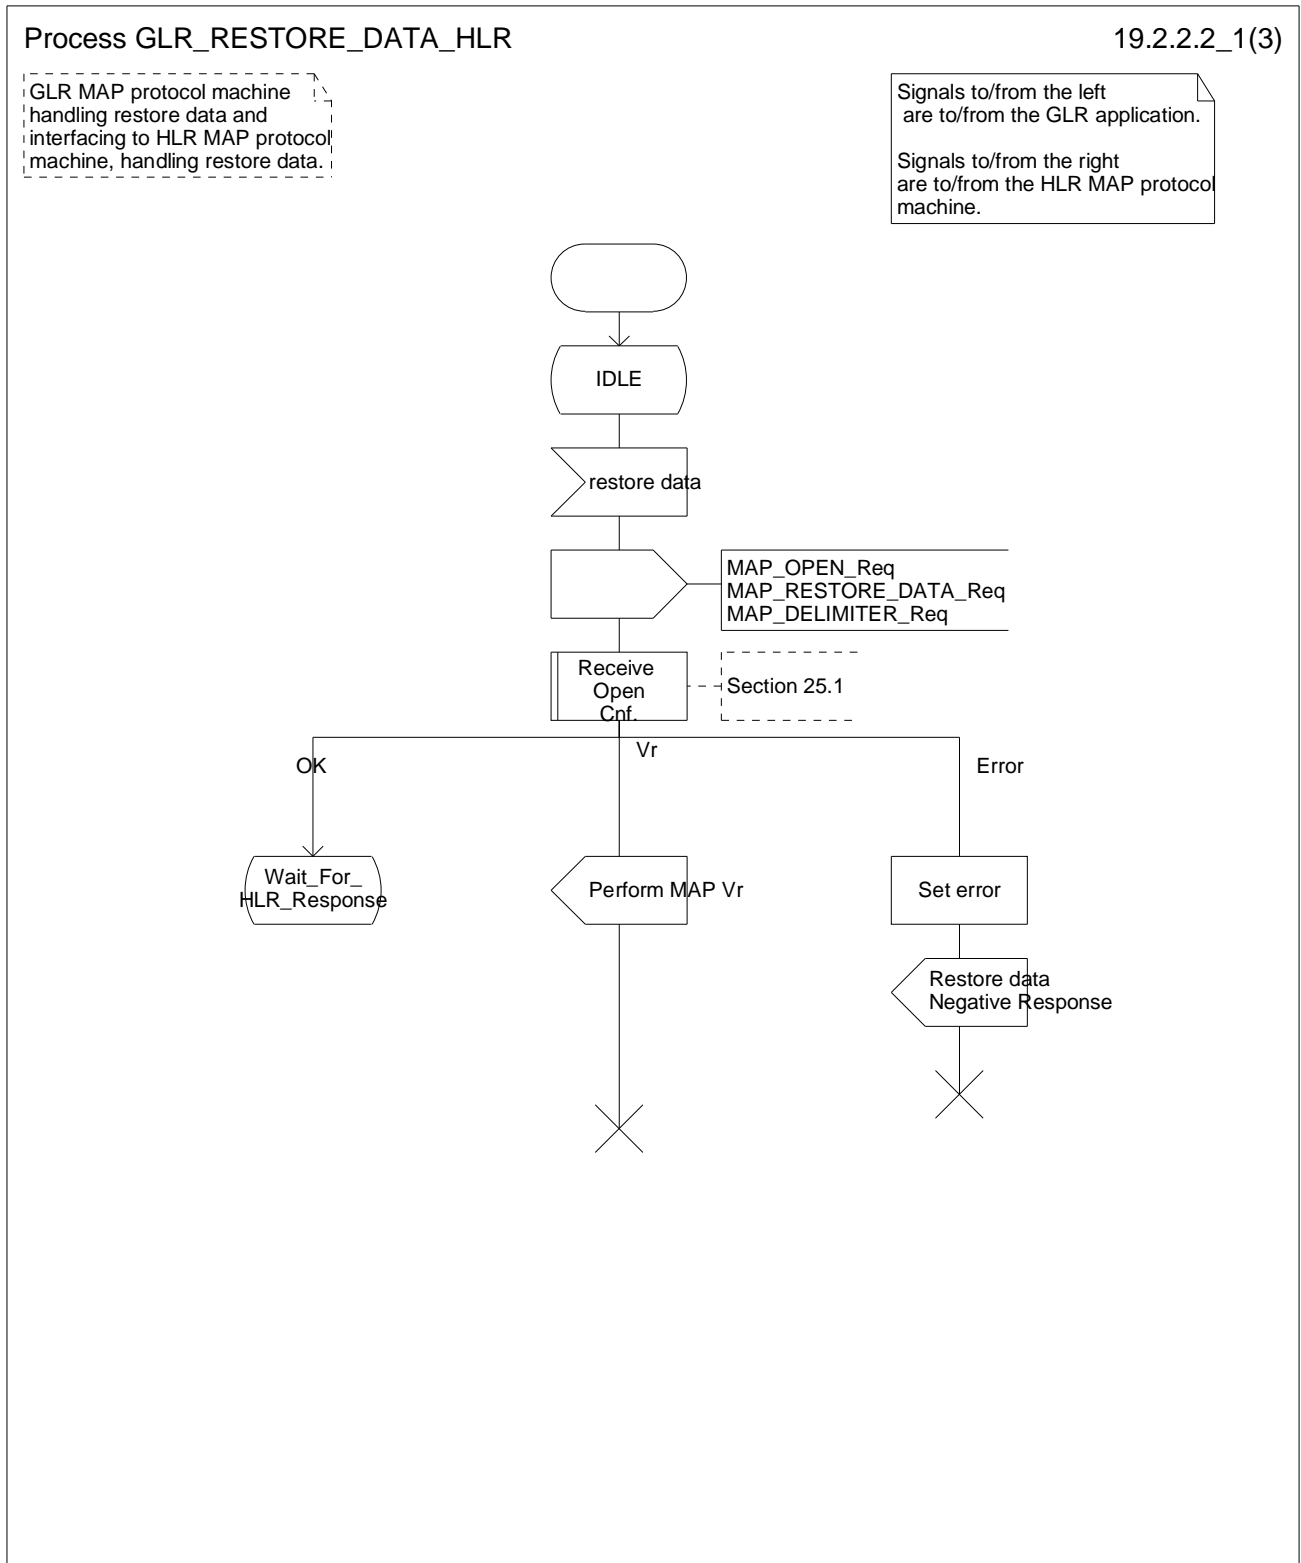 Process GLR_RESTORE_DATA_HLR
19.2.2.2_1(3)
GLR MAP protocol machine
handling restore data and
interfacing to HLR MAP protocol
machine, handling restore data.
Signals to/from the left
are to/from the GLR application.
Signals to/from the right
are to/from the HLR MAP protocol
machine.
IDLE
restore data
MAP_OPEN_Req
MAP_RESTORE_DATA_Req
MAP_DELIMITER_Req
Receive
Open
Cnf.
Section 25.1
OK
Vr
Error
Wait_For_
HLR_Response
Perform MAP Vr
Set error
Restore data
Negative Response